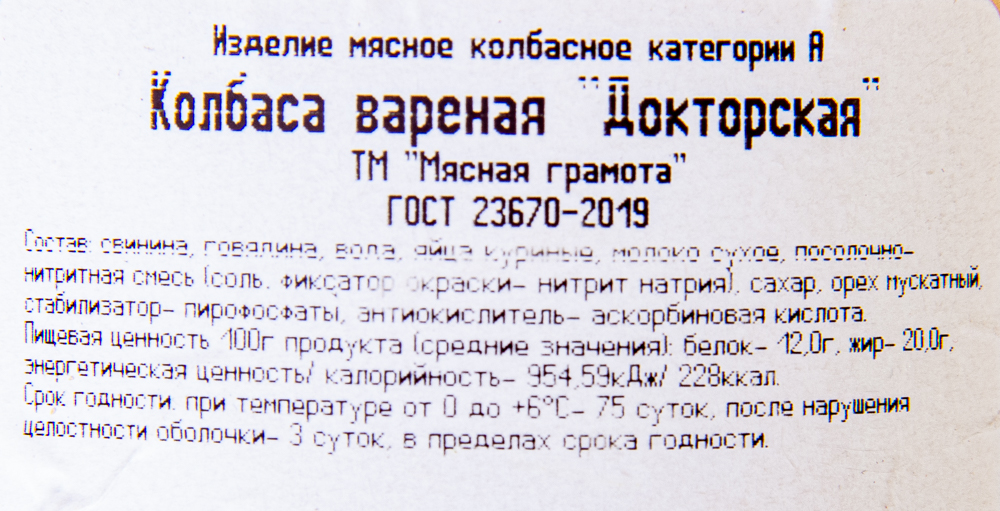 Изделие мясное колбасное категории А
Колбаса вареная "Докторская"
ТМ "Мясная грамота"
ГОСТ 23670-2019
Состав: свинина, говядина, вода, яйца куриные, молоко сухое, посолочно-
нитритная смесь (соль, фиксатор окраски- нитрит натрия), сахар, орех мускатный,
стабилизатор- пирофосфаты, антиокислитель- аскорбиновая кислота.
Пищевая ценность 100г продукта (средние значения): белок- 12,0г, жир- 20,0г,
энергетическая ценность/ калорийность- 954,59кДж/ 228ккал.
Срок годности: при температуре от 0 до +6°С- 75 суток, после нарушения
целостности оболочки- 3 суток, в пределах срока годности.